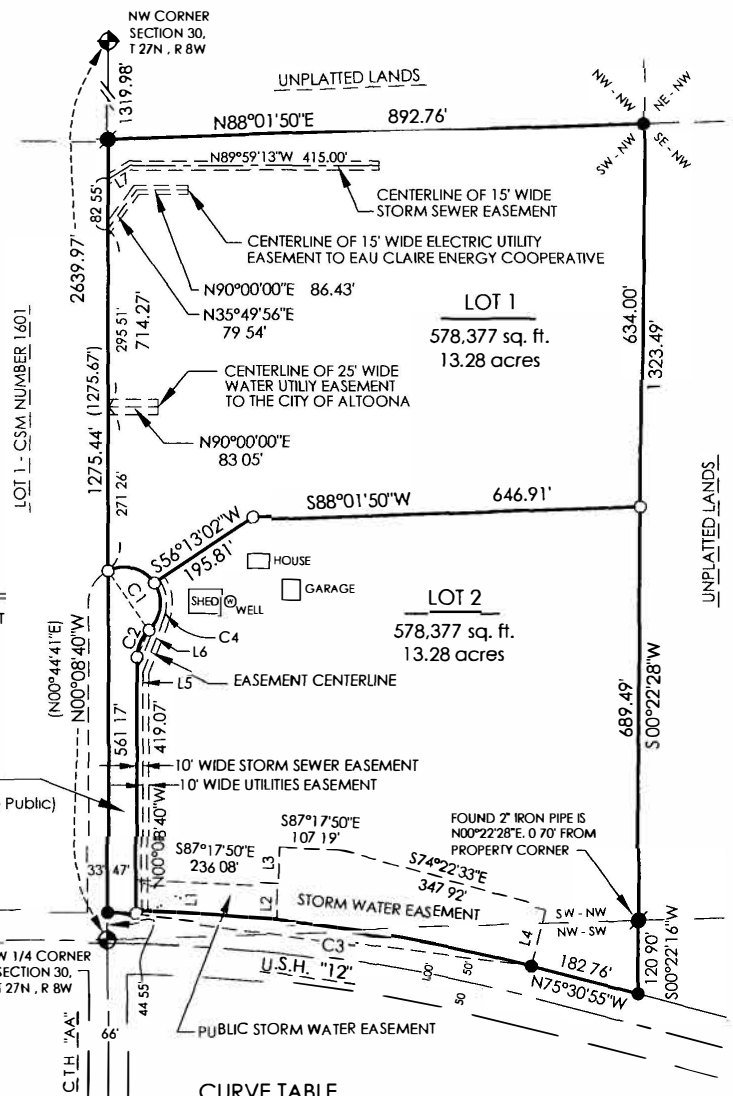 NW CORNER
SECTION 30,
T 27N , R 8W
1319.98'
UNPLATTED LANDS
NW - NW
NE - NW
SW - NW
SE - NW
N88°01'50"E 892.76'
N89°59'13"W 415.00'
L7
82 55'
CENTERLINE OF 15' WIDE
STORM SEWER EASEMENT
CENTERLINE OF 15' WIDE ELECTRIC UTILITY
EASEMENT TO EAU CLAIRE ENERGY COOPERATIVE
2639.97'
N90°00'00"E 86.43'
N35°49'56"E
79 54'
295 51'
714.27'
LOT 1
578,377 sq. ft.
13.28 acres
634.00'
1323.49'
LOT 1 - CSM NUMBER 1601
CENTERLINE OF 25' WIDE
WATER UTILIY EASEMENT
TO THE CITY OF ALTOONA
1275.44' (1275.67')
N90°00'00"E
83 05'
271 26'
S88°01'50"W 646.91'
UNPLATTED LANDS
S56°13'02"W
195.81'
HOUSE
GARAGE
SHED
W
WELL
C1
C2
C4
L6
LOT 2
578,377 sq. ft.
13.28 acres
EASEMENT CENTERLINE
L5
(N00°44'41"E)
N00°08'40"W
561 17'
419.07'
N00°08'40"W
689.49'
S00°22'28"W
10' WIDE STORM SEWER EASEMENT
10' WIDE UTILITIES EASEMENT
Public)
FOUND 2" IRON PIPE IS
N00°22'28"E. 0 70' FROM
PROPERTY CORNER
S87°17'50"E
107 19'
S87°17'50"E
236 08'
S74°22'33"E
347 92'
33'
47'
L1
L2
L3
L4
STORM WATER EASEMENT
SW - NW
NW - SW
C3
U.S.H. "12"
100'
50'
50
182 76'
N75°30'55"W
120 90'
S00°22'16"W
W 1/4 CORNER
SECTION 30,
T 27N , R 8W
44 55'
66'
PUBLIC STORM WATER EASEMENT
C T H "AA"
CURVE TABLE